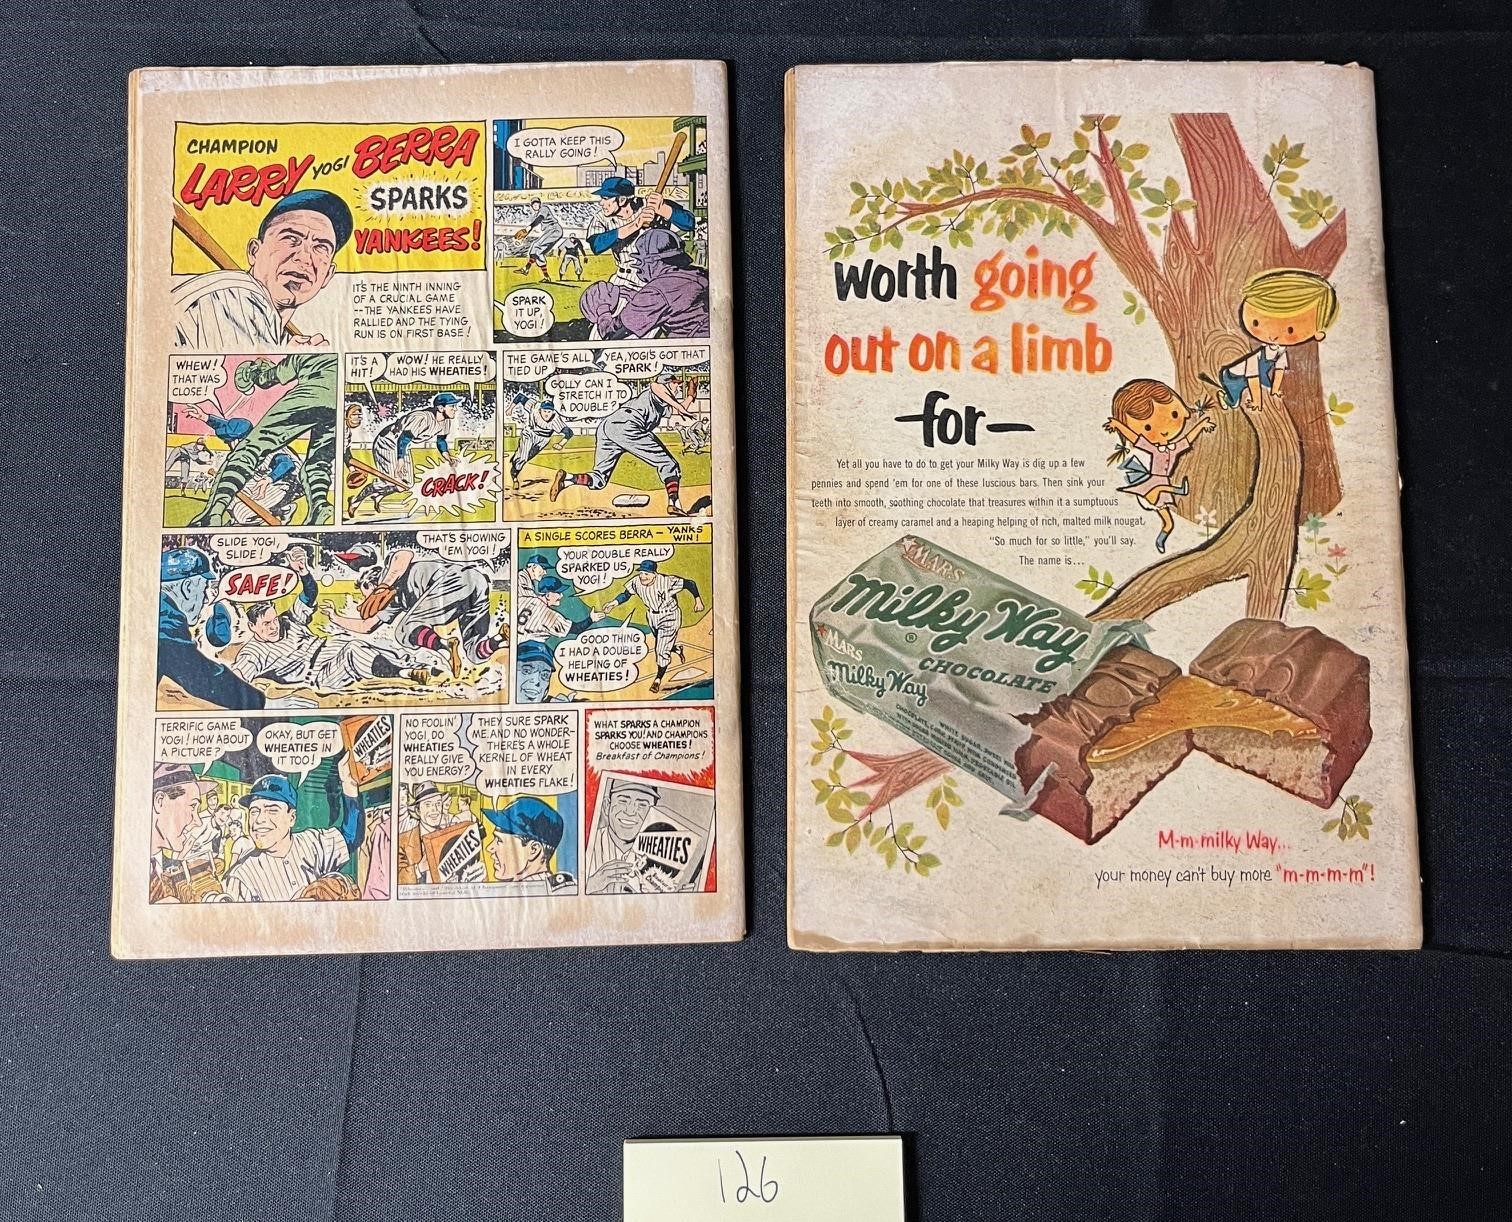 CHAMPION
LARRY YOGI BERRA
SPARKS
YANKEES!
IT'S THE NINTH INNING
OF A CRUCIAL GAME
--THE YANKEES HAVE
RALLIED AND THE TYING
RUN IS ON FIRST BASE!
I GOTTA KEEP THIS
RALLY GOING!
SPARK
IT UP,
YOGI!
WHEW!
THAT WAS
CLOSE!
IT'S A
HIT!
WOW! HE REALLY
HAD HIS WHEATIES!
CRACK!
THE GAME'S ALL
TIED UP
YEA, YOGI'S GOT THAT
SPARK!
GOLLY CAN I
STRETCH IT TO
A DOUBLE?
SLIDE YOGI,
SLIDE!
SAFE!
THAT'S SHOWING
'EM YOGI!
A SINGLE SCORES BERRA — YANKS
WIN!
YOUR DOUBLE REALLY
SPARKED US,
YOGI!
6
GOOD THING
I HAD A DOUBLE
HELPING OF
WHEATIES!
TERRIFIC GAME
YOGI! HOW ABOUT
A PICTURE?
OKAY, BUT GET
WHEATIES IN
IT TOO!
WHEATIES
NO FOOLIN'
YOGI, DO
WHEATIES
REALLY GIVE
YOU ENERGY?
THEY SURE SPARK
ME. AND NO WONDER-
THERE'S A WHOLE
KERNEL OF WHEAT
IN EVERY
WHEATIES FLAKE!
WHEATIES
WHAT SPARKS A CHAMPION
SPARKS YOU! AND CHAMPIONS
CHOOSE WHEATIES!
Breakfast of Champions!
WHEATIES
worth going
out on a limb
-for-
Yet all you have to do to get your Milky Way is dig up a few
pennies and spend 'em for one of these luscious bars. Then sink your
teeth into smooth, soothing chocolate that treasures within it a sumptuous
layer of creamy caramel and a heaping helping of rich, malted milk nougat.
"So much for so little," you'll say.
The name is...
MARS
Milky Way
®
CHOCOLATE
MARS
Milky Way
M-m-milky Way...
your money can't buy more "m-m-m-m"!
126